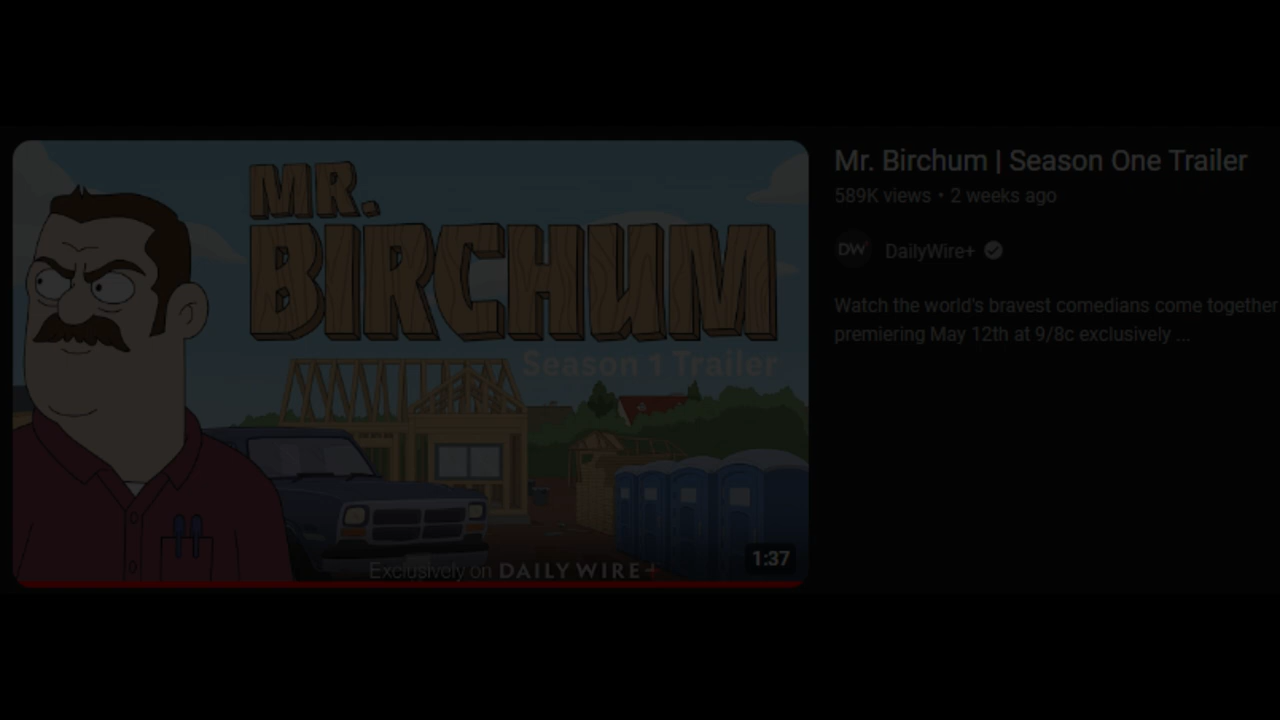 MR.
BIRCHUM
Season 1 Trailer
Exclusively on DAILY WIRE+
1:37
Mr. Birchum | Season One Trailer
589K views • 2 weeks ago
DW DailyWire+
Watch the world's bravest comedians come together
premiering May 12th at 9/8c exclusively ...